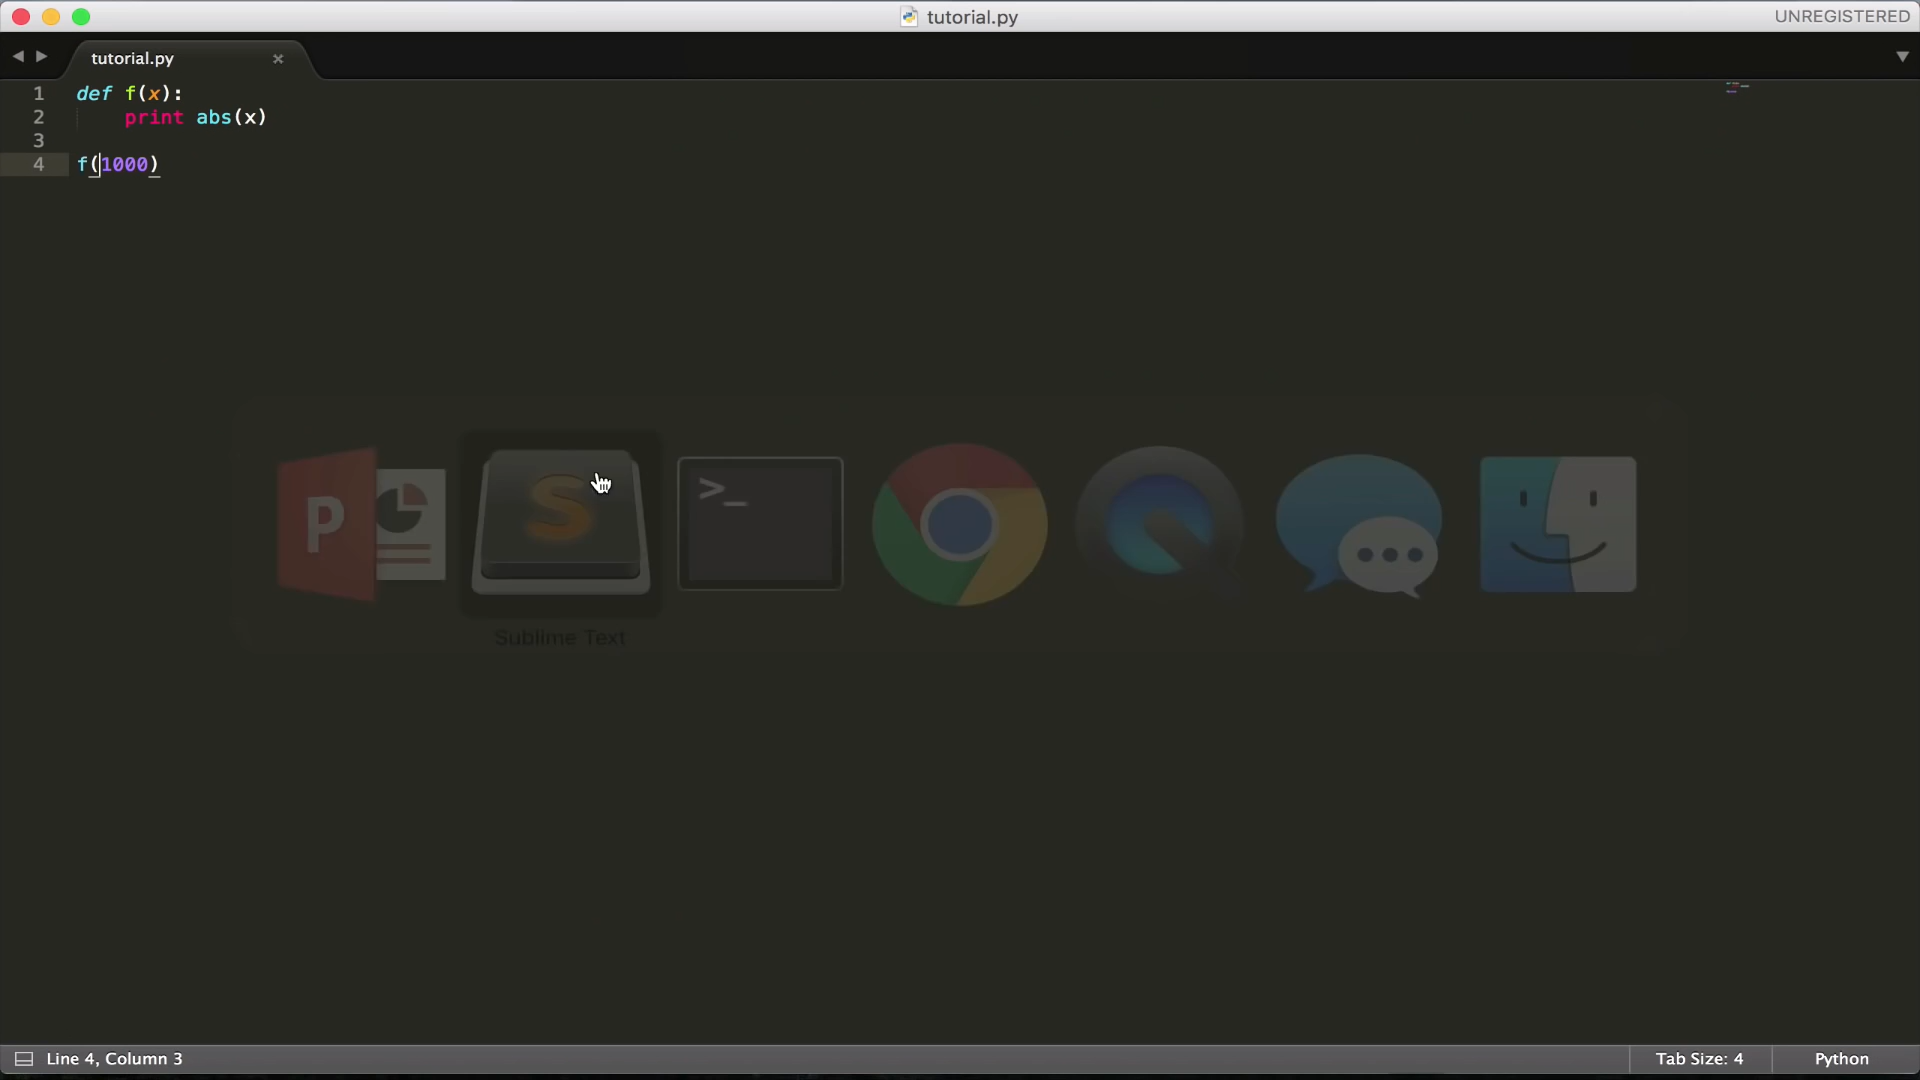 tutorial.py
UNREGISTERED
tutorial.py
1 def f(x):
2     print abs(x)
3
4 f(1000)
P
S
>_
Sublime Text
Line 4, Column 3
Tab Size: 4
Python